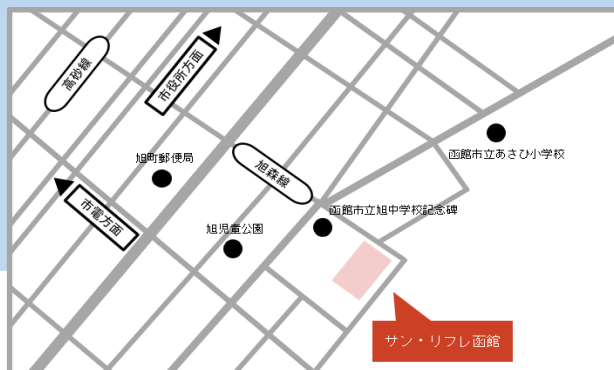 高砂線
市役所方面
旭町郵便局
旭森線
函館市立あさひ小学校
市電方面
旭児童公園
函館市立旭中学校記念碑
サン・リフレ函館